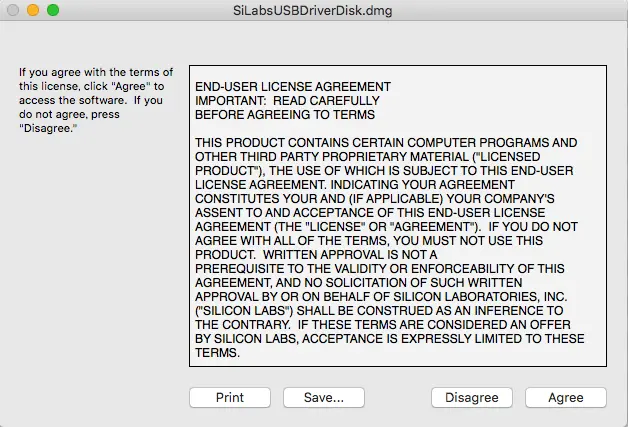 SiLabsUSBDriverDisk.dmg
If you agree with the terms of
this license, click "Agree" to
access the software.  If you
do not agree, press
"Disagree."
END-USER LICENSE AGREEMENT
IMPORTANT:  READ CAREFULLY
BEFORE AGREEING TO TERMS
THIS PRODUCT CONTAINS CERTAIN COMPUTER PROGRAMS AND
OTHER THIRD PARTY PROPRIETARY MATERIAL ("LICENSED
PRODUCT"), THE USE OF WHICH IS SUBJECT TO THIS END-USER
LICENSE AGREEMENT. INDICATING YOUR AGREEMENT
CONSTITUTES YOUR AND (IF APPLICABLE) YOUR COMPANY'S
ASSENT TO AND ACCEPTANCE OF THIS END-USER LICENSE
AGREEMENT (THE "LICENSE" OR "AGREEMENT").  IF YOU DO NOT
AGREE WITH ALL OF THE TERMS, YOU MUST NOT USE THIS
PRODUCT.  WRITTEN APPROVAL IS NOT A
PREREQUISITE TO THE VALIDITY OR ENFORCEABILITY OF THIS
AGREEMENT, AND NO SOLICITATION OF SUCH WRITTEN
APPROVAL BY OR ON BEHALF OF SILICON LABORATORIES, INC.
("SILICON LABS") SHALL BE CONSTRUED AS AN INFERENCE TO
THE CONTRARY.  IF THESE TERMS ARE CONSIDERED AN OFFER
BY SILICON LABS, ACCEPTANCE IS EXPRESSLY LIMITED TO THESE
TERMS.
Print
Save...
Disagree
Agree